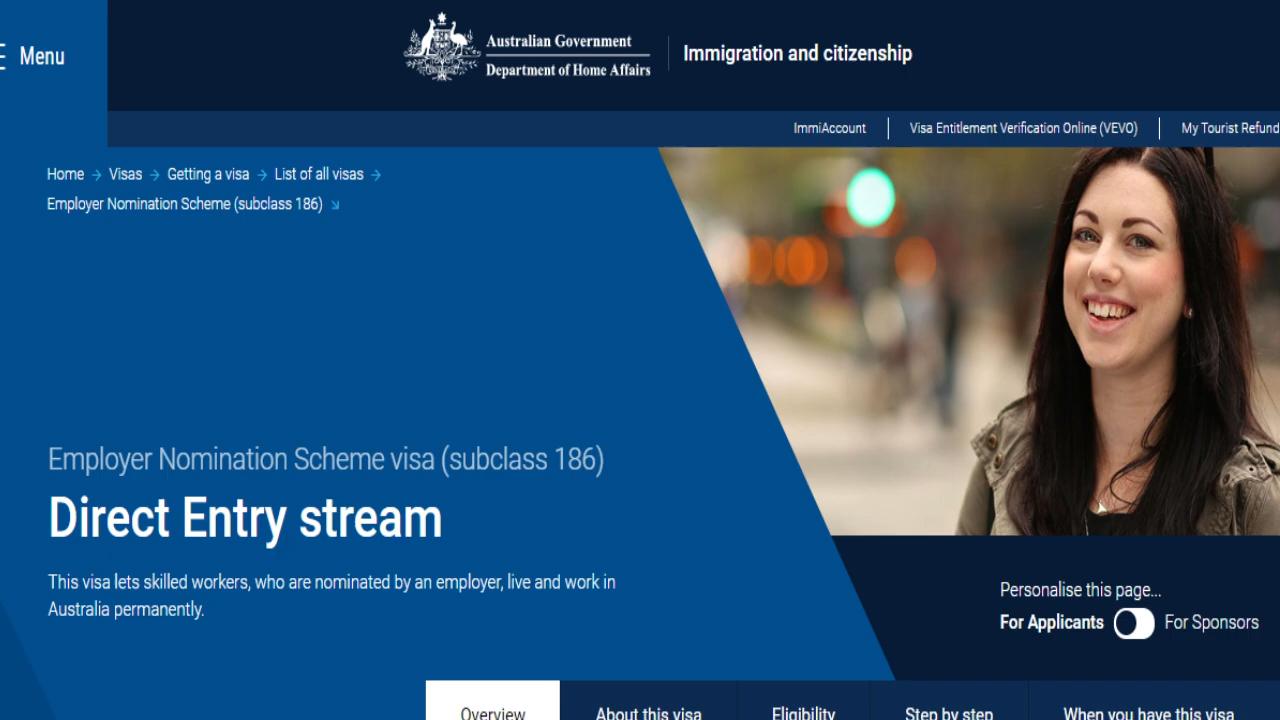 Menu
Australian Government
Department of Home Affairs
Immigration and citizenship
ImmiAccount
Visa Entitlement Verification Online (VEVO)
My Tourist Refund
Home → Visas → Getting a visa → List of all visas →
Employer Nomination Scheme (subclass 186)
Employer Nomination Scheme visa (subclass 186)
Direct Entry stream
This visa lets skilled workers, who are nominated by an employer, live and work in
Australia permanently.
Personalise this page...
For Applicants For Sponsors
Overview About this visa Eligibility Step by step When you have this visa